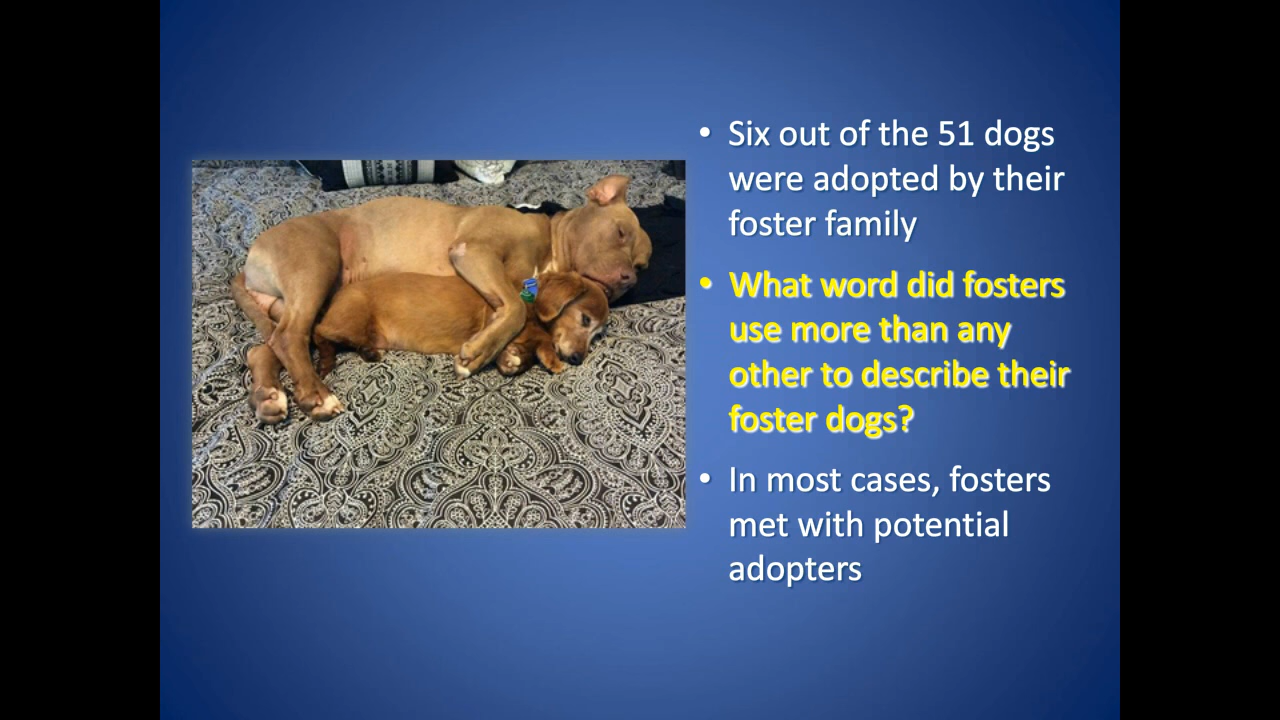 • Six out of the 51 dogs
were adopted by their
foster family
• What word did fosters
use more than any
other to describe their
foster dogs?
• In most cases, fosters
met with potential
adopters